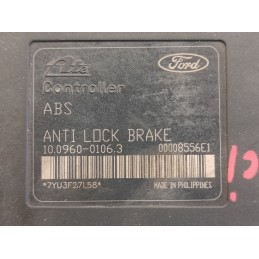 Ate
Ford
Controller
ABS
ANTI LOCK BRAKE
10.0960-0106.3 00008556E1
*7YU3F27L58*
MADE IN PHILIPPINES